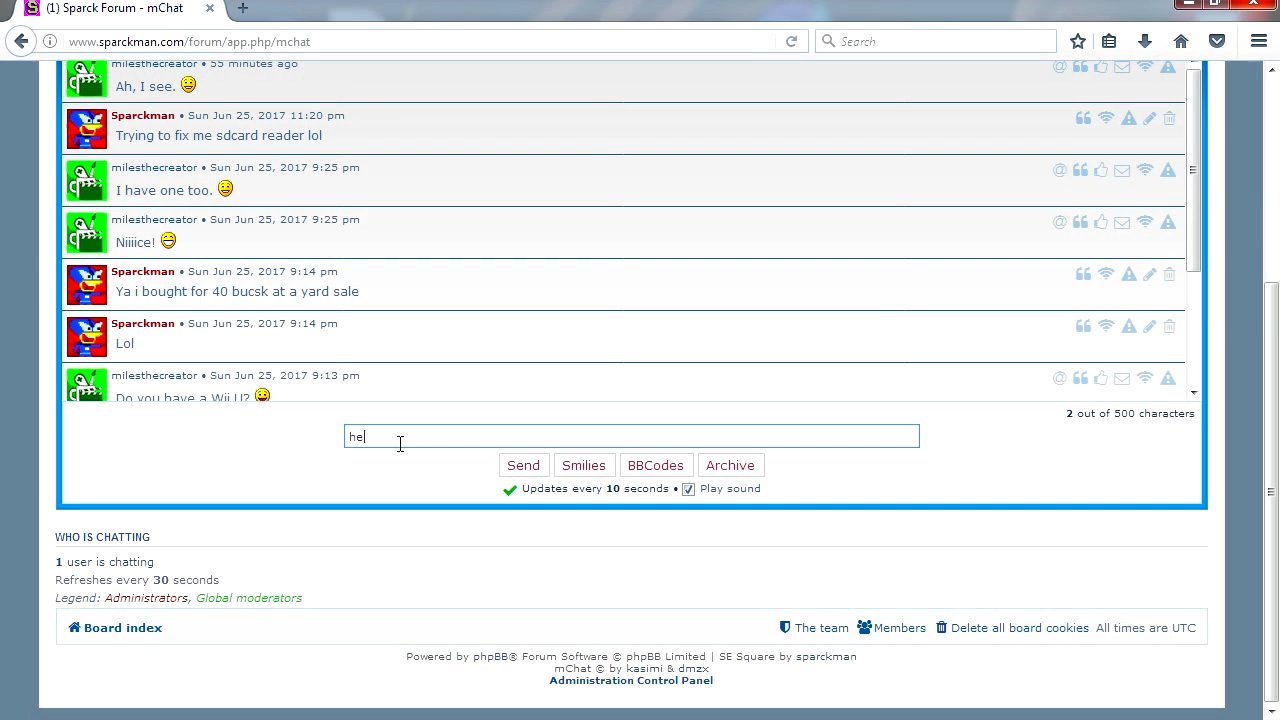 (1) Sparck Forum - mChat
www.sparckman.com/forum/app.php/mchat
Search
milesthecreator • 55 minutes ago
Ah, I see.
Sparckman • Sun Jun 25, 2017 11:20 pm
Trying to fix me sdcard reader lol
milesthecreator • Sun Jun 25, 2017 9:25 pm
I have one too.
milesthecreator • Sun Jun 25, 2017 9:25 pm
Niiiice!
Sparckman • Sun Jun 25, 2017 9:14 pm
Ya i bought for 40 bucsk at a yard sale
Sparckman • Sun Jun 25, 2017 9:14 pm
Lol
milesthecreator • Sun Jun 25, 2017 9:13 pm
Do you have a Wii U?
2 out of 500 characters
he
Send Smilies BBCodes Archive
Updates every 10 seconds • Play sound
WHO IS CHATTING
1 user is chatting
Refreshes every 30 seconds
Legend: Administrators, Global moderators
Board index The team Members Delete all board cookies All times are UTC
Powered by phpBB® Forum Software © phpBB Limited | SE Square by sparckman
mChat © by kasimi & dmzx
Administration Control Panel